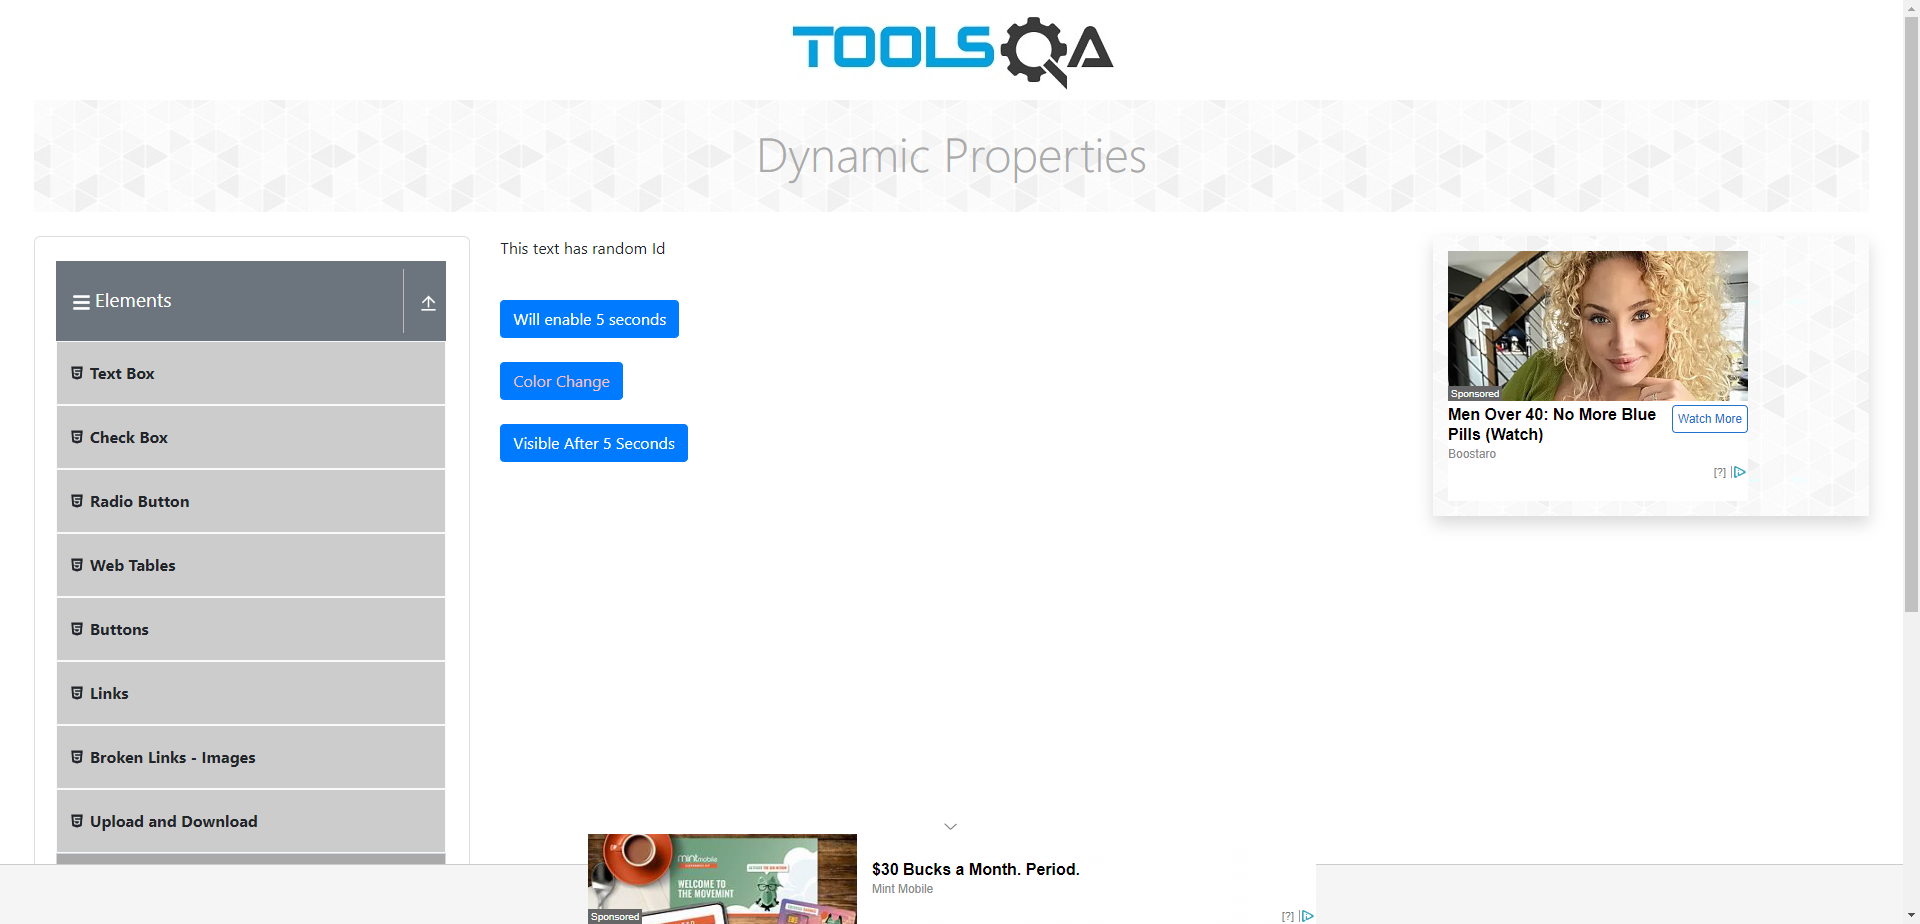 TOOLSQA
Dynamic Properties
Elements
Text Box
Check Box
Radio Button
Web Tables
Buttons
Links
Broken Links - Images
Upload and Download
This text has random Id
Will enable 5 seconds
Color Change
Visible After 5 Seconds
Sponsored
Men Over 40: No More Blue
Pills (Watch)
Watch More
Boostaro
[?]
mintmobile
WELCOME TO
THE MOVEMINT
Sponsored
$30 Bucks a Month. Period.
Mint Mobile
[?]